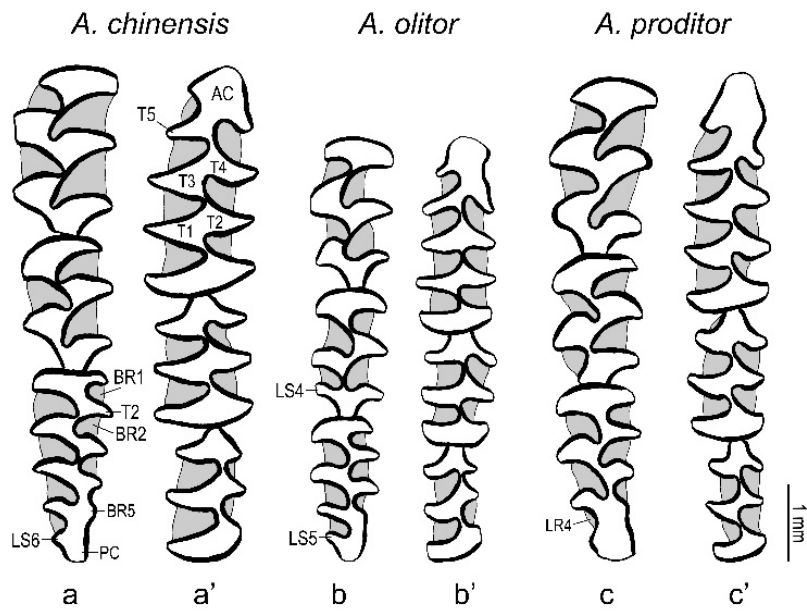 A. chinensis A. olitor A. proditor
AC
T5
T4
T3
T2
T1
BR1
LS4
T2
BR2
BR5
LR4
LS6
LS5
PC
1 mm
a a’ b b’ c c’